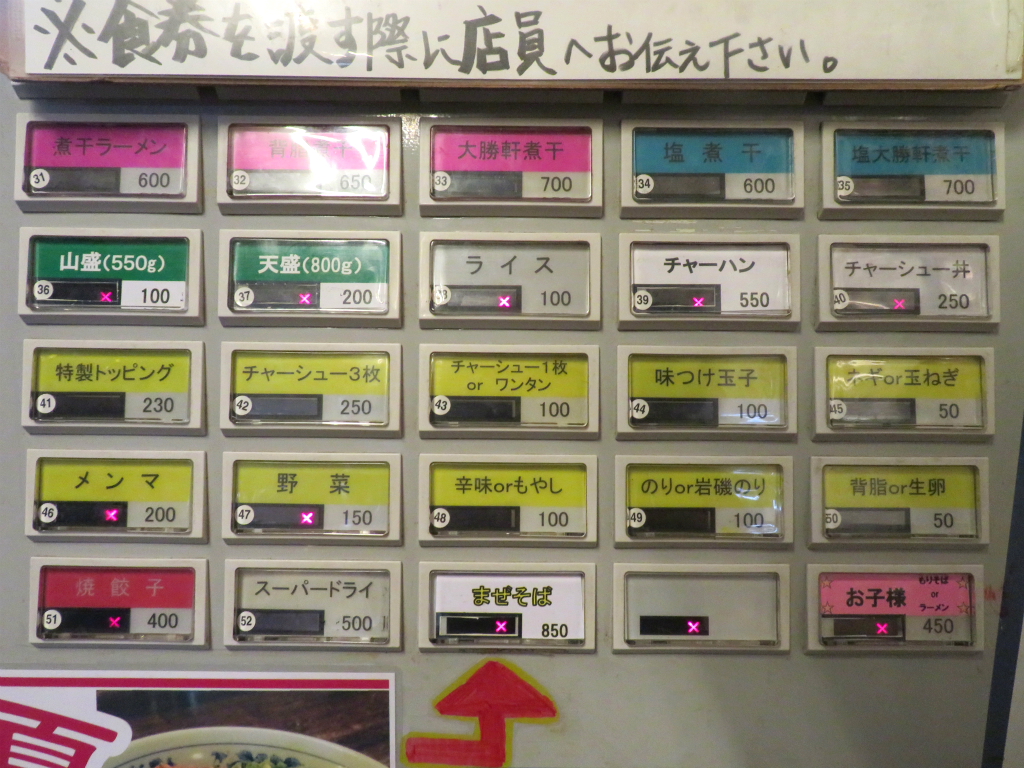 ※食券を渡す際に店員へお伝え下さい。
煮干ラーメン
31 600
背脂煮干
32 650
大勝軒煮干
33 700
塩煮干
34 600
塩大勝軒煮干
35 700
山盛(550g)
36 × 100
天盛(800g)
37 × 200
ライス
38 × 100
チャーハン
39 × 550
チャーシュー丼
40 × 250
特製トッピング
41 230
チャーシュー3枚
42 250
チャーシュー1枚
or ワンタン
43 100
味つけ玉子
44 100
ネギor玉ねぎ
45 50
メンマ
46 × 200
野菜
47 × 150
辛味orもやし
48 100
のりor岩磯のり
49 100
背脂or生卵
50 50
焼餃子
51 × 400
スーパードライ
52 500
まぜそば
× 850
×
もりそば
or
ラーメン
お子様
× 450